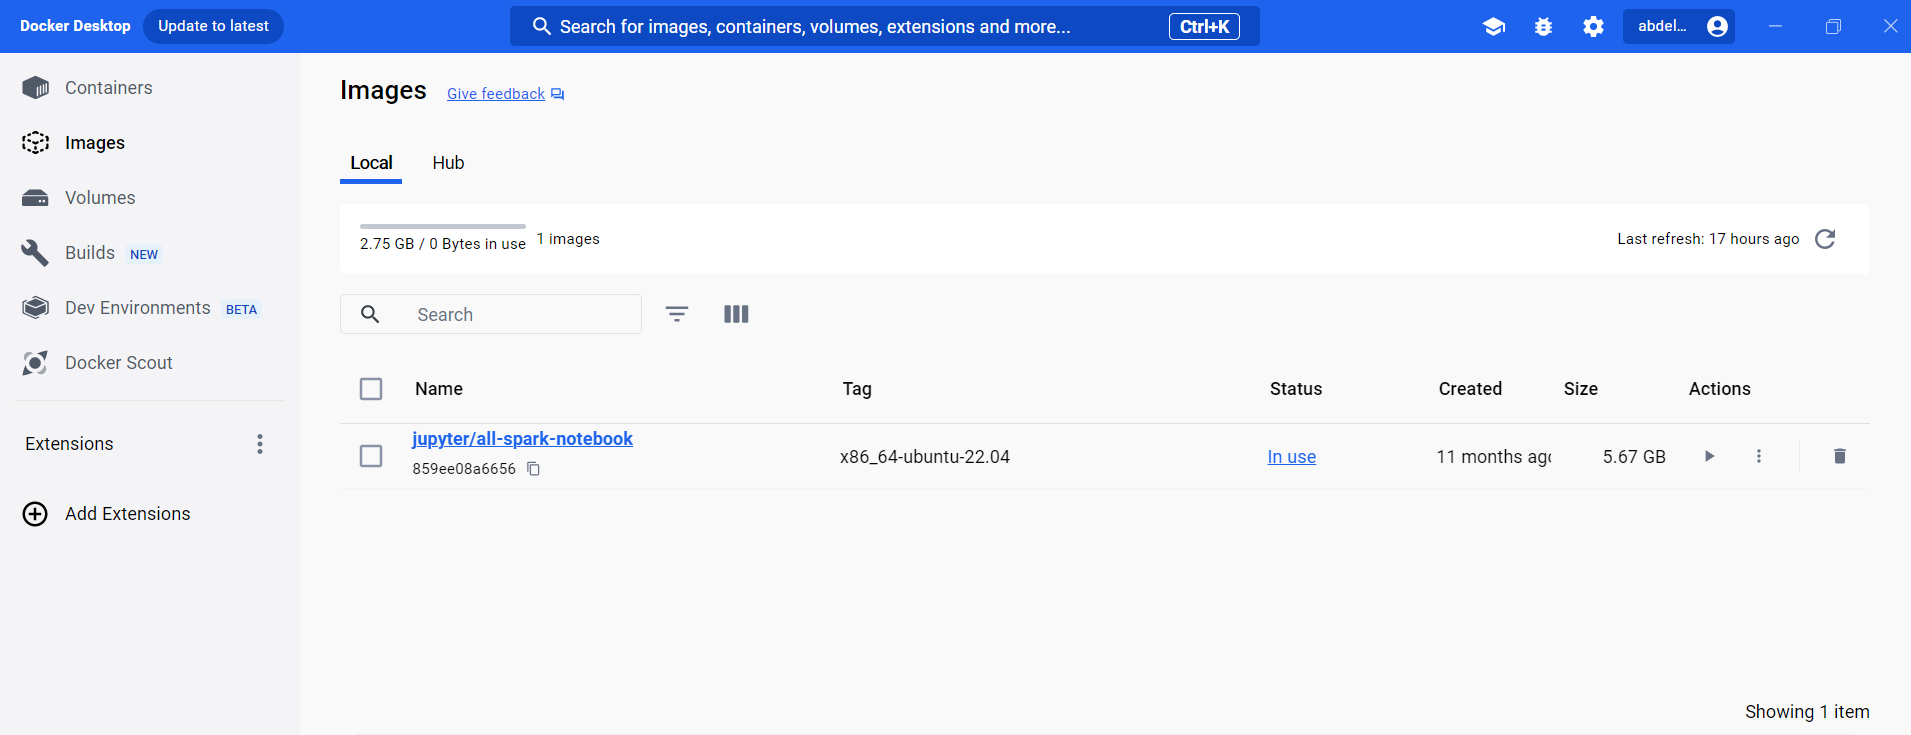 Docker Desktop Update to latest Search for images, containers, volumes, extensions and more... Ctrl+K abdel...
Containers
Images
Volumes
Builds NEW
Dev Environments BETA
Docker Scout
Extensions
Add Extensions
Images Give feedback
Local Hub
2.75 GB / 0 Bytes in use 1 images Last refresh: 17 hours ago
Search
Name Tag Status Created Size Actions
jupyter/all-spark-notebook
859ee08a6656
x86_64-ubuntu-22.04 In use 11 months ago 5.67 GB
Showing 1 item